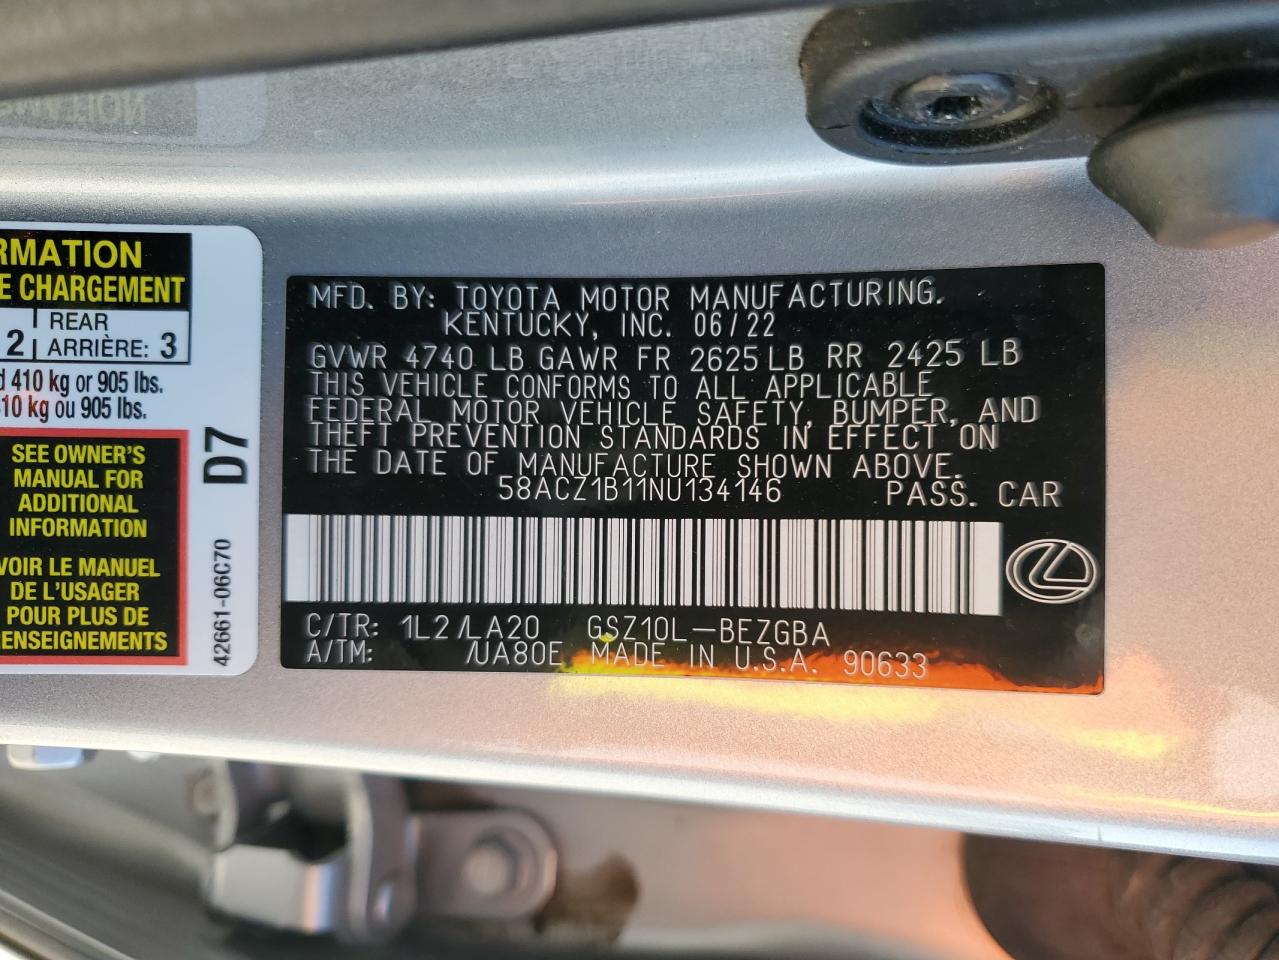 RMATION
E CHARGEMENT
2 REAR
ARRIÈRE: 3
d 410 kg or 905 lbs.
10 kg ou 905 lbs.
SEE OWNER'S
MANUAL FOR
ADDITIONAL
INFORMATION
VOIR LE MANUEL
DE L'USAGER
POUR PLUS DE
RENSEIGNEMENTS
D7
42661-06C70
MFD. BY: TOYOTA MOTOR MANUFACTURING.
KENTUCKY, INC. 06/22
GVWR 4740 LB GAWR FR 2625 LB RR 2425 LB
THIS VEHICLE CONFORMS TO ALL APPLICABLE
FEDERAL MOTOR VEHICLE SAFETY, BUMPER, AND
THEFT PREVENTION STANDARDS IN EFFECT ON
THE DATE OF MANUFACTURE SHOWN ABOVE.
58ACZ1B11NU134146 PASS. CAR
C/TR: 1L2/LA20 GSZ10L-BEZGBA
A/TM: /UA80E MADE IN U.S.A. 90633